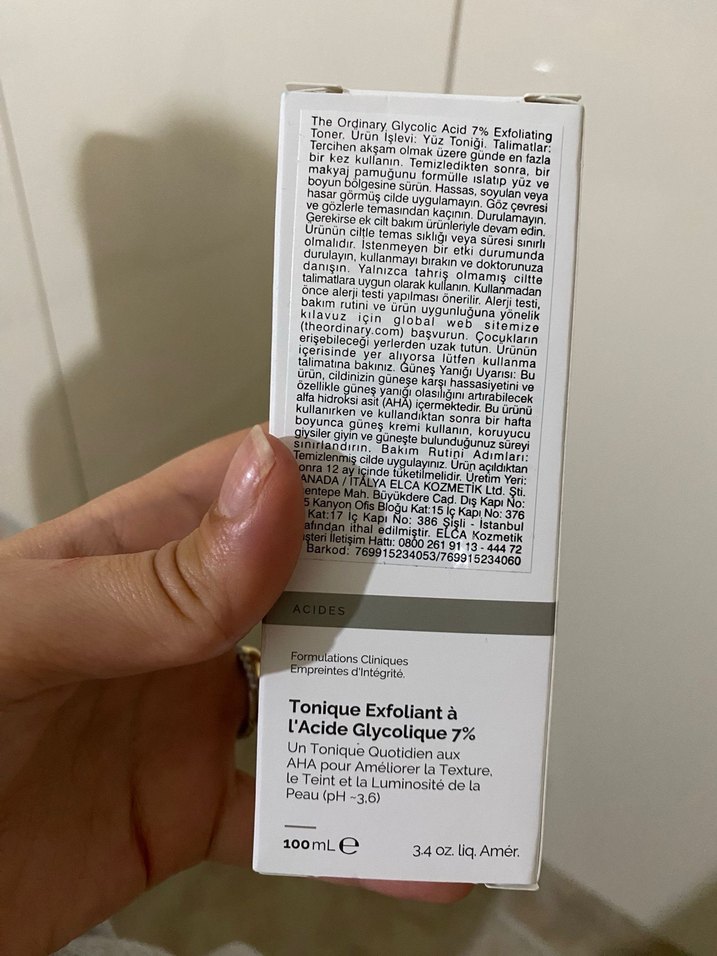 The Ordinary Glycolic Acid 7% Exfoliating
Toner. Ürün İşlevi: Yüz Toniği. Talimatlar:
Tercihen akşam olmak üzere günde en fazla
bir kez kullanın. Temizledikten sonra, bir
makyaj pamuğunu formülle ıslatıp yüz ve
boyun bölgesine sürün. Hassas, soyulan veya
hasar görmüş cilde uygulamayın. Göz çevresi
ve gözlerle temasından kaçının. Durulamayın.
Gerekirse ek cilt bakım ürünleriyle devam edin.
Ürünün ciltle temas sıklığı veya süresi sınırlı
olmalıdır. İstenmeyen bir etki durumunda
durulayın, kullanmayı bırakın ve doktorunuza
danışın. Yalnızca tahriş olmamış ciltte
talimatlara uygun olarak kullanın. Kullanmadan
önce alerji testi yapılması önerilir. Alerji testi,
bakım rutini ve ürün uygunluğuna yönelik
kılavuz için global web sitemize
(theordinary.com) başvurun. Çocukların
erişebileceği yerlerden uzak tutun. Ürünün
içerisinde yer alıyorsa lütfen kullanma
talimatına bakınız. Güneş Yanığı Uyarısı: Bu
ürün, cildinizin güneşe karşı hassasiyetini ve
özellikle güneş yanığı olasılığını artırabilecek
alfa hidroksi asit (AHA) içermektedir. Bu ürünü
kullanırken ve kullandıktan sonra bir hafta
boyunca güneş kremi kullanın, koruyucu
giysiler giyin ve güneşte bulunduğunuz süreyi
sınırlandırın. Bakım Rutini Adımları:
Temizlenmiş cilde uygulayınız. Ürün açıldıktan
sonra 12 ay içinde tüketilmelidir. Üretim Yeri:
ANADA / İTALYA ELCA KOZMETİK Ltd. Şti.
entepe Mah. Büyükdere Cad. Dış Kapı No:
5 Kanyon Ofis Bloğu Kat:15 İç Kapı No: 376
Kat:17 İç Kapı No: 386 Şişli - İstanbul
afından ithal edilmiştir. ELCA Kozmetik
şteri İletişim Hattı: 0800 261 91 13 - 444 72
Barkod: 769915234053/769915234060
ACIDES
Formulations Cliniques
Empreintes d'Intégrité.
Tonique Exfoliant à
l'Acide Glycolique 7%
Un Tonique Quotidien aux
AHA pour Améliorer la Texture,
le Teint et la Luminosité de la
Peau (pH ~3,6)
100 mL e
3.4 oz. liq. Amér.